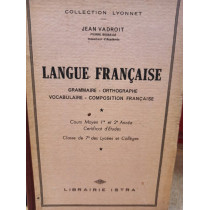 COLLECTION LYONNET
JEAN VADROIT
LANGUE FRANÇAISE
GRAMMAIRE - ORTHOGRAPHE
VOCABULAIRE - COMPOSITION FRANÇAISE
Cours Moyen 1re et 2e Année
Certificat d'Études
Classe de 7e des Lycées et Collèges
LIBRAIRIE ISTRA